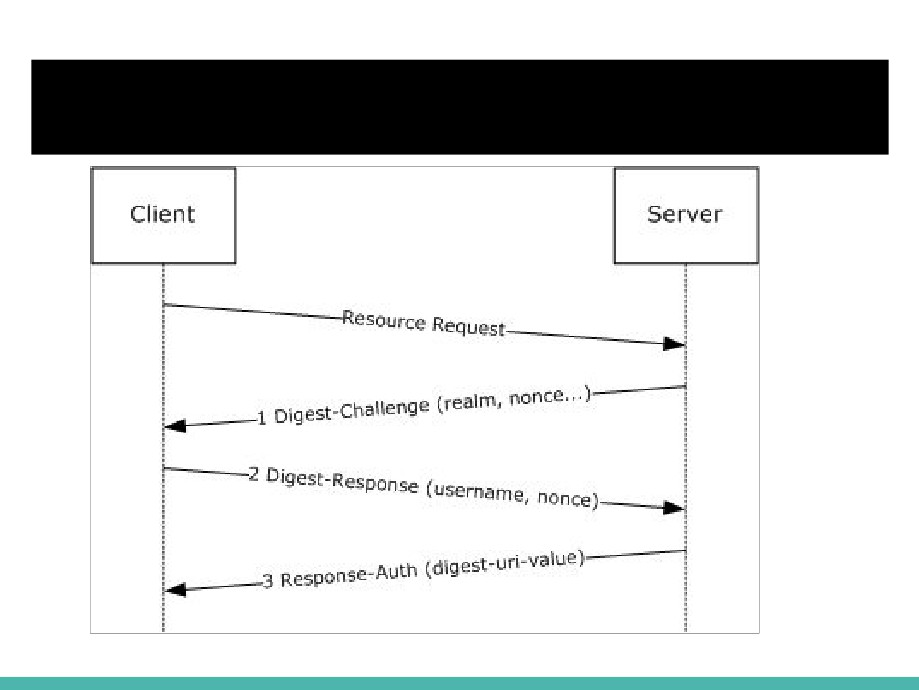 Client
Server
Resource Request
1 Digest-Challenge (realm, nonce...)
2 Digest-Response (username, nonce)
3 Response-Auth (digest-uri-value)